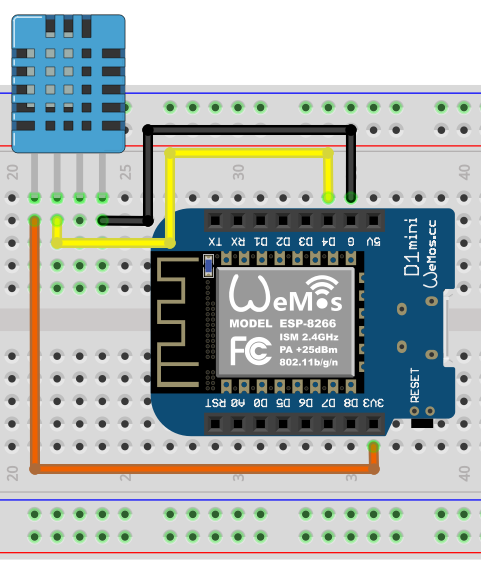 20
25
30
40
TX RX D1 D2 D3 D4 G 5V
D1 mini
WeMos.cc
WeMos
MODEL ESP-8266
ISM 2.4GHz
PA +25dBm
802.11b/g/n
FC
RESET
RST A0 D0 D5 D6 D7 D8 3V3
20
40